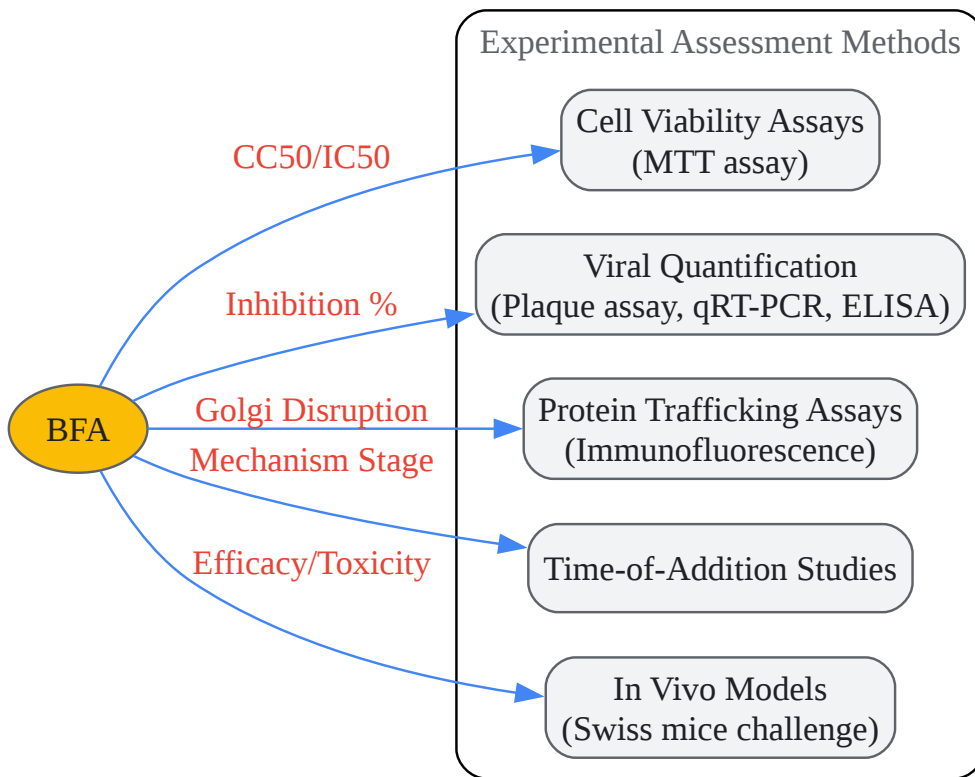 Experimental Assessment Methods
Cell Viability Assays
(MTT assay)
CC50/IC50
Viral Quantification
(Plaque assay, qRT-PCR, ELISA)
Inhibition %
BFA
Golgi Disruption
Protein Trafficking Assays
(Immunofluorescence)
Mechanism Stage
Time-of-Addition Studies
Efficacy/Toxicity
In Vivo Models
(Swiss mice challenge)